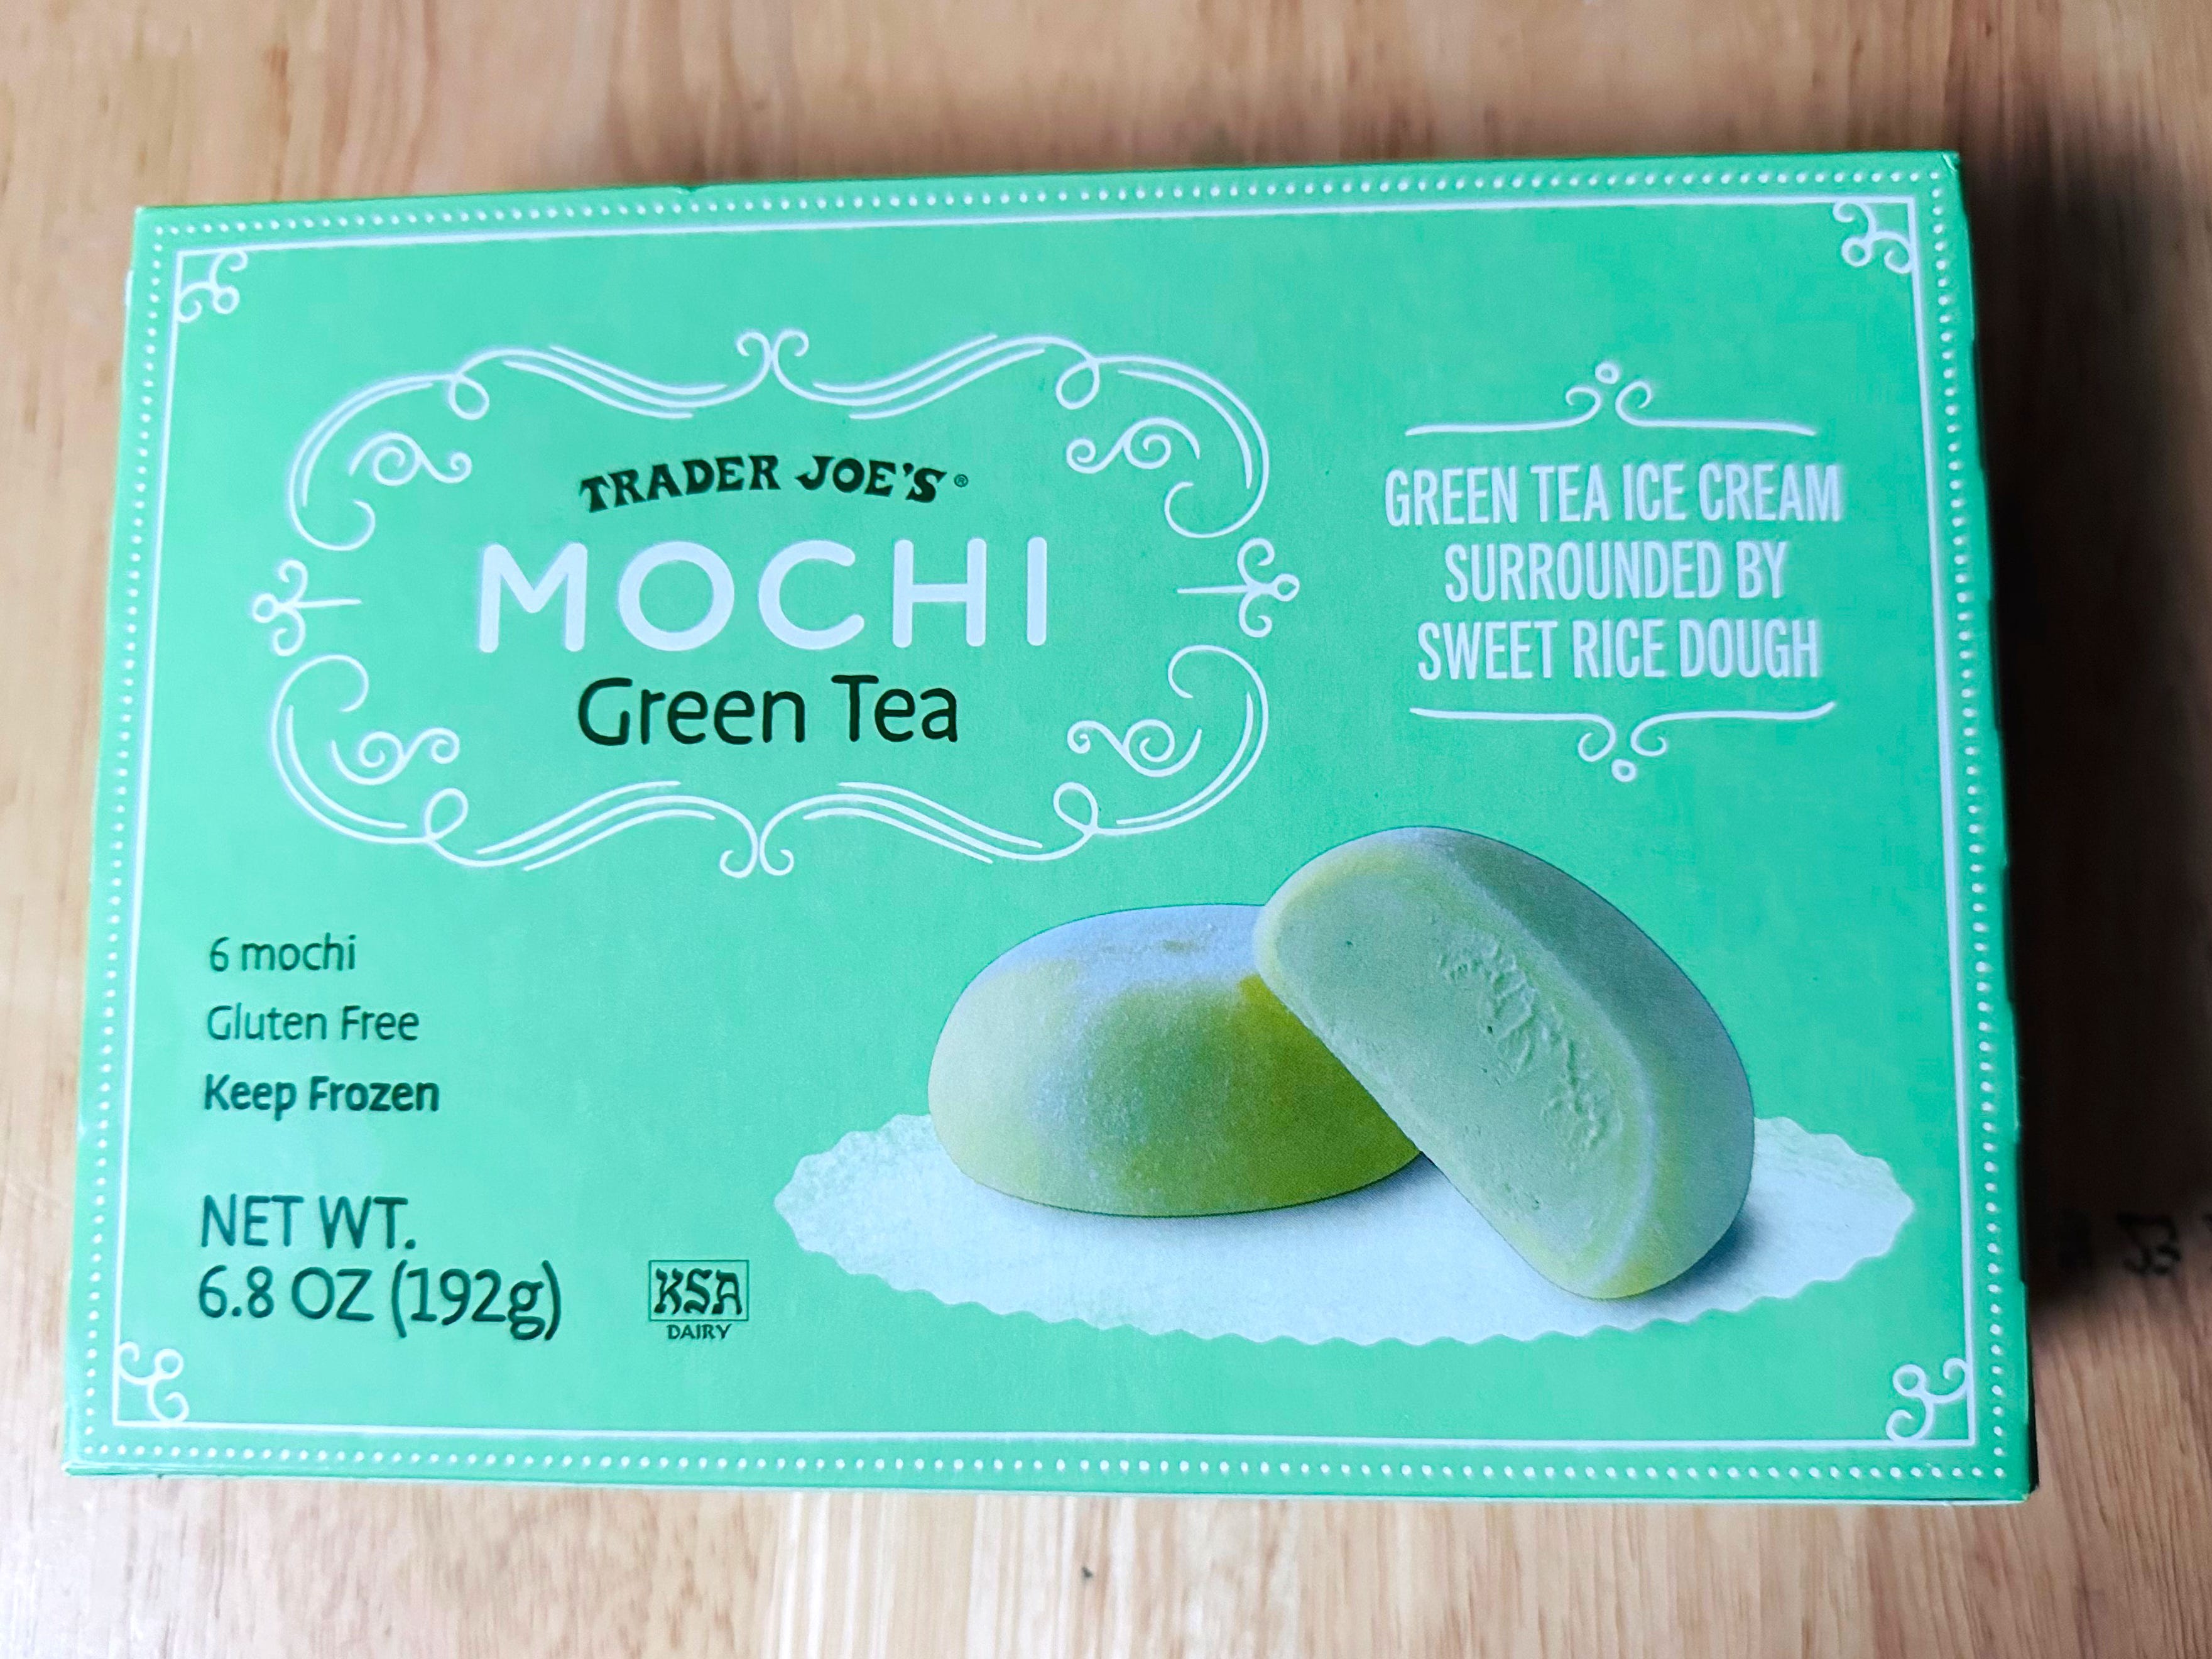 TRADER JOE'S®
MOCHI
Green Tea
GREEN TEA ICE CREAM
SURROUNDED BY
SWEET RICE DOUGH
6 mochi
Gluten Free
Keep Frozen
NET WT.
6.8 OZ (192g)
KSA
DAIRY